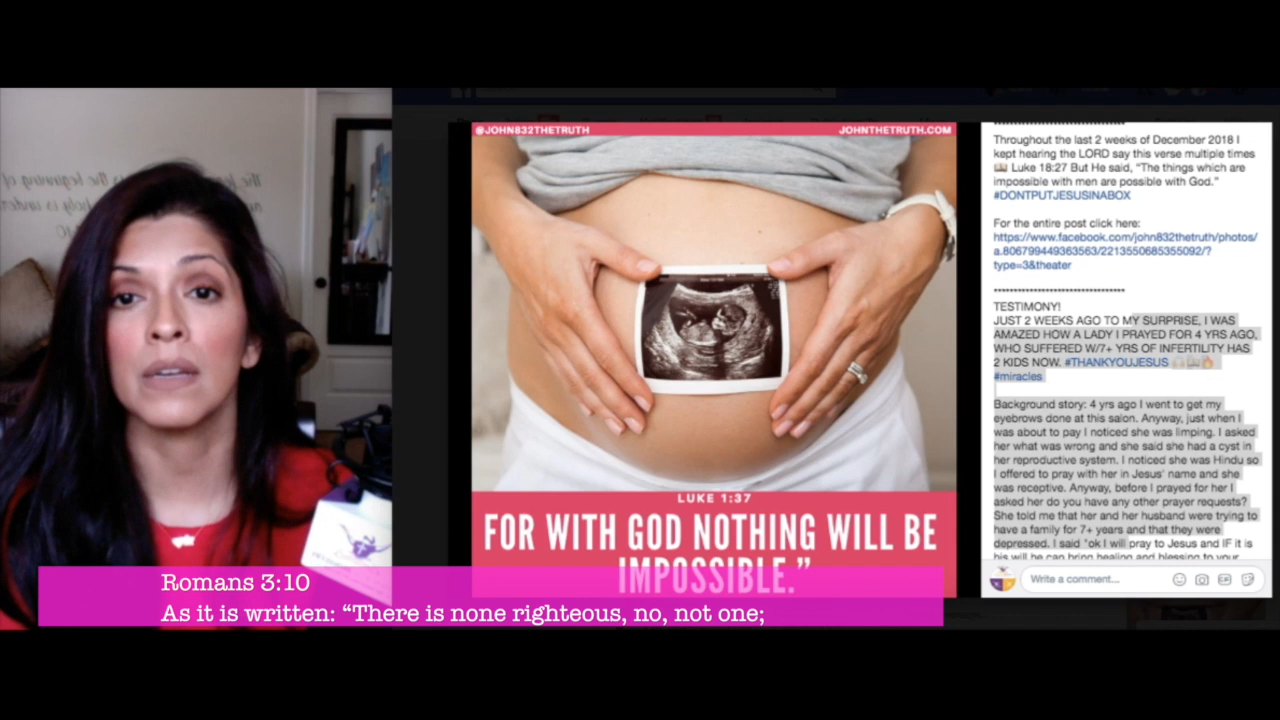 @JOHN832THETRUTH
JOHNTHETRUTH.COM
LUKE 1:37
FOR WITH GOD NOTHING WILL BE
IMPOSSIBLE.”
Throughout the last 2 weeks of December 2018 I
kept hearing the LORD say this verse multiple times
📖 Luke 18:27 But He said, “The things which are
impossible with men are possible with God.”
#DONTPUTJESUSINABOX
For the entire post click here:
https://www.facebook.com/john832thetruth/photos/
a.806799449363563/2213550685355092/?
type=3&theater
*******************************
TESTIMONY!
JUST 2 WEEKS AGO TO MY SURPRISE, I WAS
AMAZED HOW A LADY I PRAYED FOR 4 YRS AGO,
WHO SUFFERED W/7+ YRS OF INFERTILITY HAS
2 KIDS NOW. #THANKYOUJESUS
#miracles
Background story: 4 yrs ago I went to get my
eyebrows done at this salon. Anyway, just when I
was about to pay I noticed she was limping. I asked
her what was wrong and she said she had a cyst in
her reproductive system. I noticed she was Hindu so
I offered to pray with her in Jesus' name and she
was receptive. Anyway, before I prayed for her I
asked her do you have any other prayer requests?
She told me that her and her husband were trying to
have a family for 7+ years and that they were
depressed. I said "ok I will pray to Jesus and IF it is
his will he can bring healing and blessing to your
Write a comment...
Romans 3:10
As it is written: “There is none righteous, no, not one;